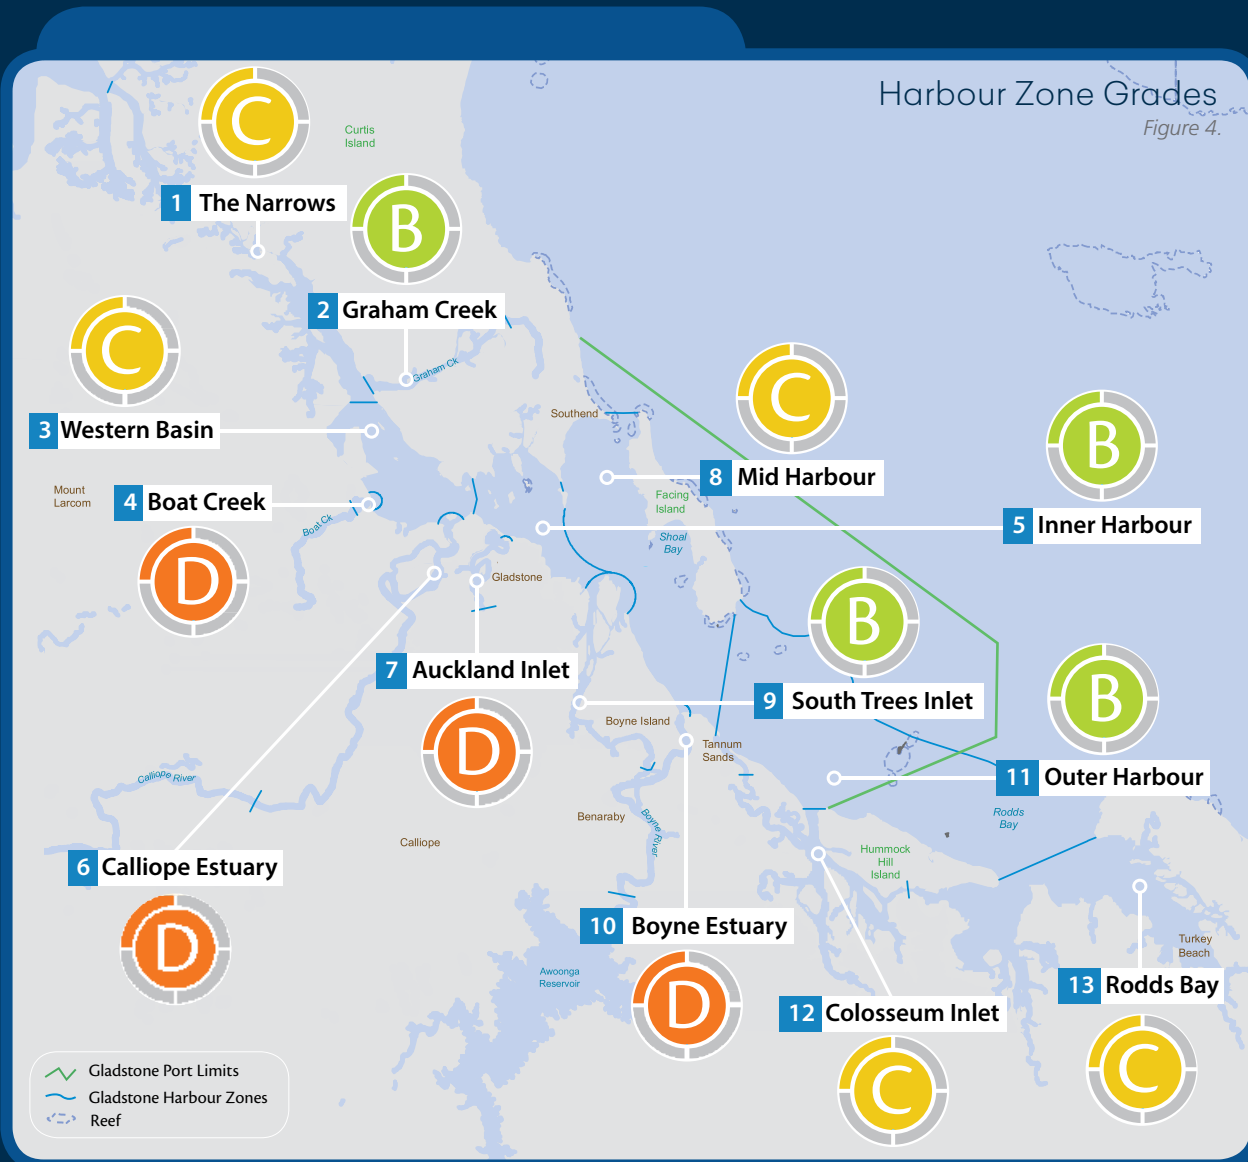 Harbour Zone Grades
Figure 4.
C
Curtis
Island
1 The Narrows
B
2 Graham Creek
Graham Ck
C
3 Western Basin
Southend
C
8 Mid Harbour
B
5 Inner Harbour
Mount
Larcom
4 Boat Creek
Boat Ck
D
Facing
Island
Shoal
Bay
Gladstone
B
9 South Trees Inlet
7 Auckland Inlet
D
Boyne Island
Tannum
Sands
B
11 Outer Harbour
Calliope River
Benaraby
Boyne River
Rodds
Bay
Calliope
6 Calliope Estuary
D
Hummock
Hill
Island
10 Boyne Estuary
D
Awoonga
Reservoir
Turkey
Beach
12 Colosseum Inlet
C
13 Rodds Bay
C
Gladstone Port Limits
Gladstone Harbour Zones
Reef